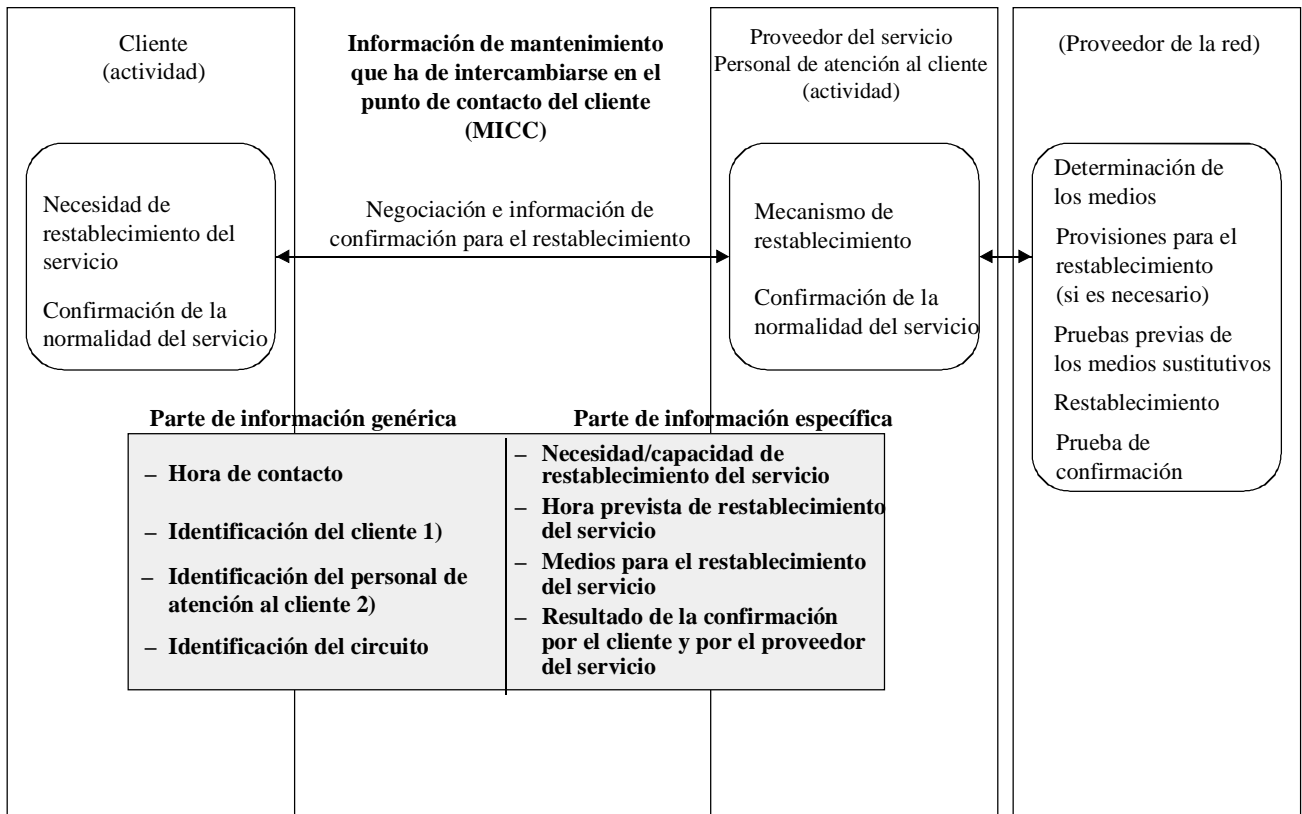 Cliente
(actividad)
Información de mantenimiento
que ha de intercambiarse en el
punto de contacto del cliente
(MICC)
Proveedor del servicio
Personal de atención al cliente
(actividad)
(Proveedor de la red)
Necesidad de
restablecimiento del
servicio
Confirmación de la
normalidad del servicio
Negociación e información de
confirmación para el restablecimiento
Mecanismo de
restablecimiento
Confirmación de la
normalidad del servicio
Determinación de
los medios
Provisiones para el
restablecimiento
(si es necesario)
Pruebas previas de
los medios sustitutivos
Restablecimiento
Prueba de
confirmación
Parte de información genérica
– Hora de contacto
– Identificación del cliente 1)
– Identificación del personal de
atención al cliente 2)
– Identificación del circuito
Parte de información específica
– Necesidad/capacidad de
restablecimiento del servicio
– Hora prevista de restablecimiento
del servicio
– Medios para el restablecimiento
del servicio
– Resultado de la confirmación
por el cliente y por el proveedor
del servicio